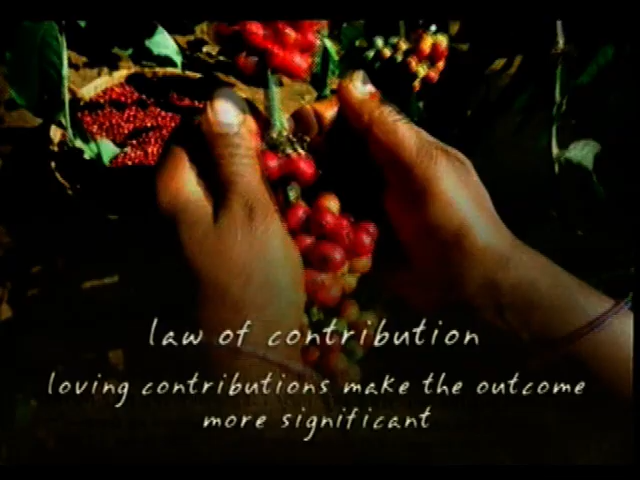 law of contribution
loving contributions make the outcome
more significant